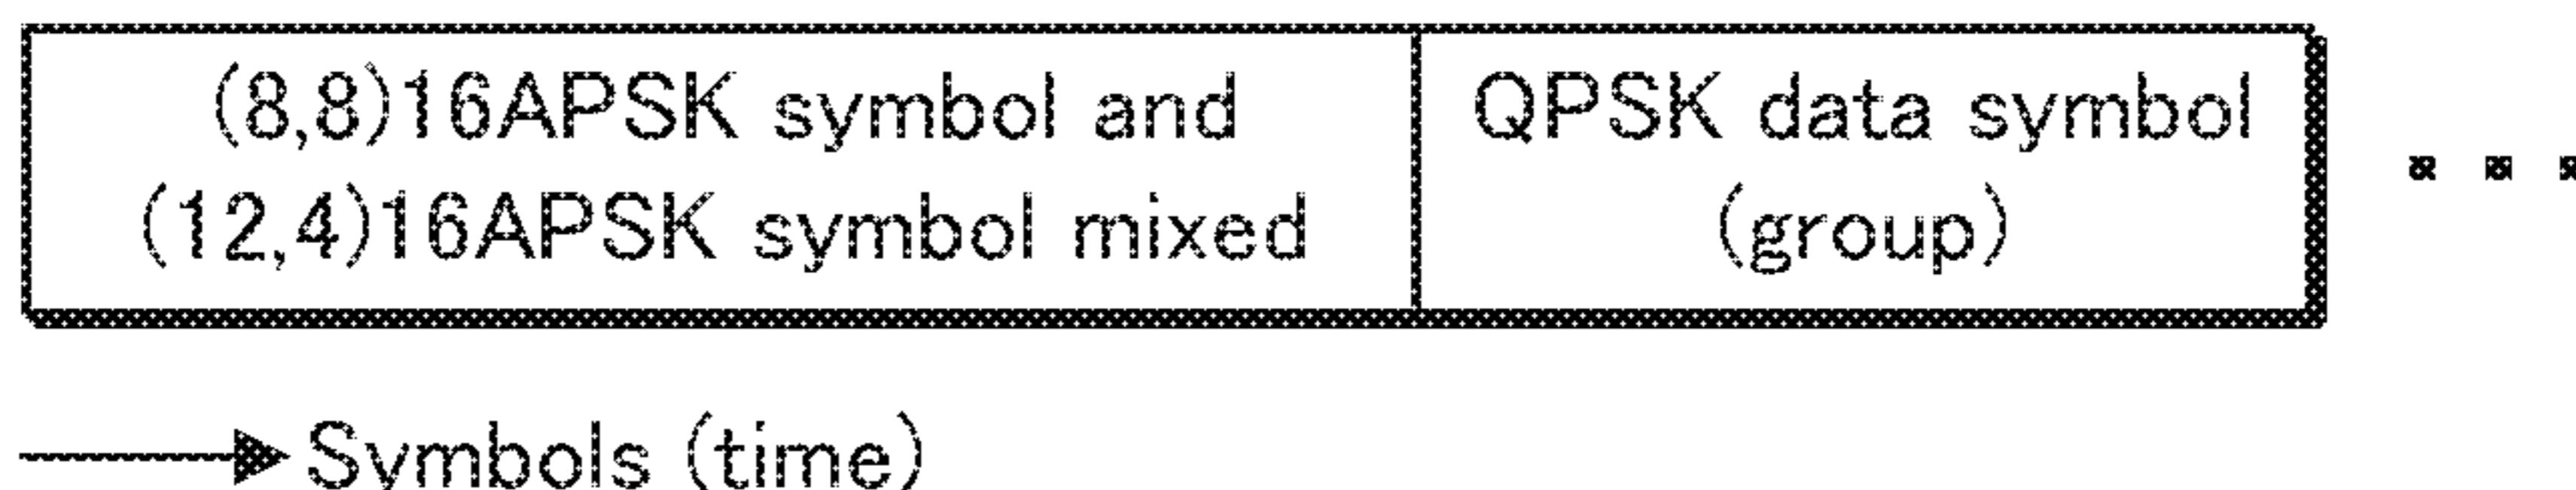 (8,8)16APSK symbol and
(12,4)16APSK symbol mixed
QPSK data symbol
(group)
Symbols (time)